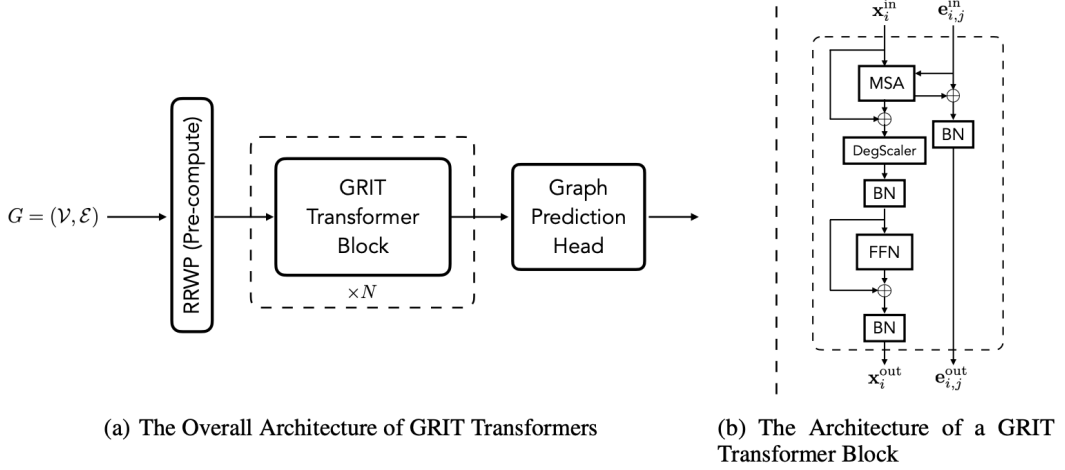 G = (𝒱, ℰ)
RRWP (Pre-compute)
GRIT
Transformer
Block
×N
Graph
Prediction
Head
(a) The Overall Architecture of GRIT Transformers
x_i^in
e_{i,j}^in
MSA
BN
DegScaler
BN
FFN
BN
x_i^out
e_{i,j}^out
(b) The Architecture of a GRIT
Transformer Block